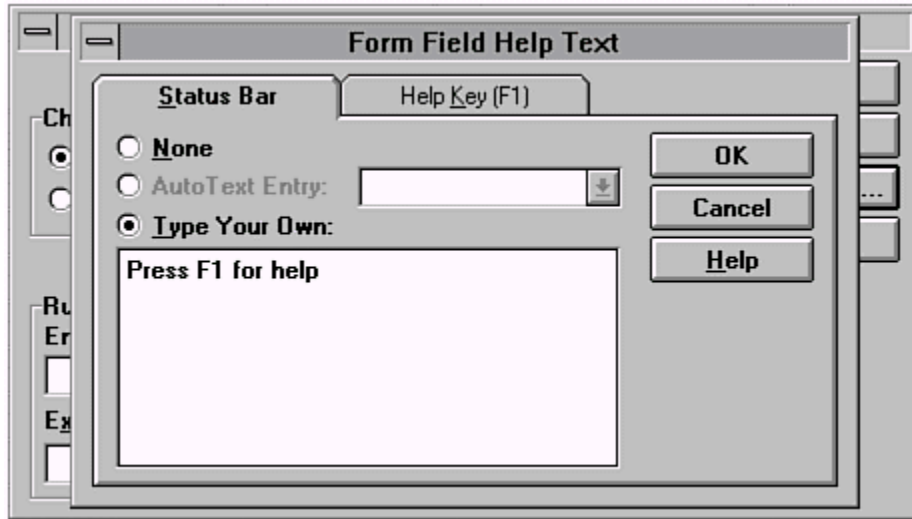 Form Field Help Text
Status Bar
Help Key (F1)
None
AutoText Entry:
Type Your Own:
Press F1 for help
OK
Cancel
Help
...